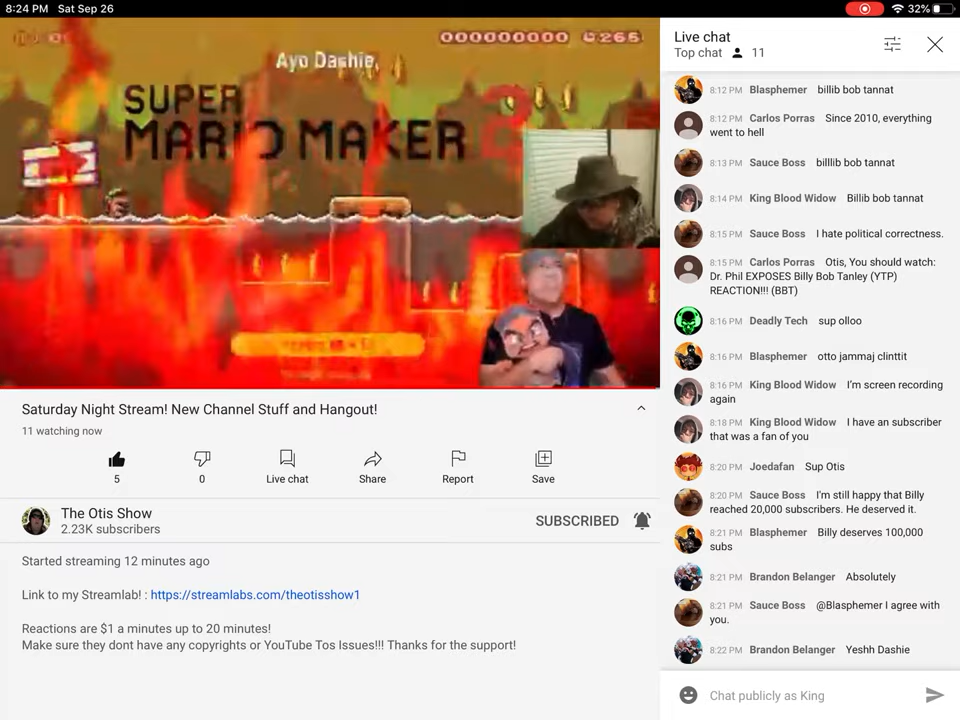 8:24 PM Sat Sep 26
32%
000000000 265
Ayo Dashie,
SUPER
MARIO MAKER 2
Saturday Night Stream! New Channel Stuff and Hangout!
11 watching now
5
0
Live chat
Share
Report
Save
The Otis Show
2.23K subscribers
SUBSCRIBED
Started streaming 12 minutes ago
Link to my Streamlab! : https://streamlabs.com/theotisshow1
Reactions are $1 a minutes up to 20 minutes!
Make sure they dont have any copyrights or YouTube Tos Issues!!! Thanks for the support!
Live chat
Top chat 11
8:12 PM Blasphemer billib bob tannat
8:12 PM Carlos Porras Since 2010, everything
went to hell
8:13 PM Sauce Boss billlib bob tannat
8:14 PM King Blood Widow Billib bob tannat
8:15 PM Sauce Boss I hate political correctness.
8:15 PM Carlos Porras Otis, You should watch:
Dr. Phil EXPOSES Billy Bob Tanley (YTP)
REACTION!!! (BBT)
8:16 PM Deadly Tech sup olloo
8:16 PM Blasphemer otto jammaj clinttit
8:16 PM King Blood Widow I'm screen recording
again
8:18 PM King Blood Widow I have an subscriber
that was a fan of you
8:20 PM Joedafan Sup Otis
8:20 PM Sauce Boss I'm still happy that Billy
reached 20,000 subscribers. He deserved it.
8:21 PM Blasphemer Billy deserves 100,000
subs
8:21 PM Brandon Belanger Absolutely
8:21 PM Sauce Boss @Blasphemer I agree with
you.
8:22 PM Brandon Belanger Yeshh Dashie
Chat publicly as King